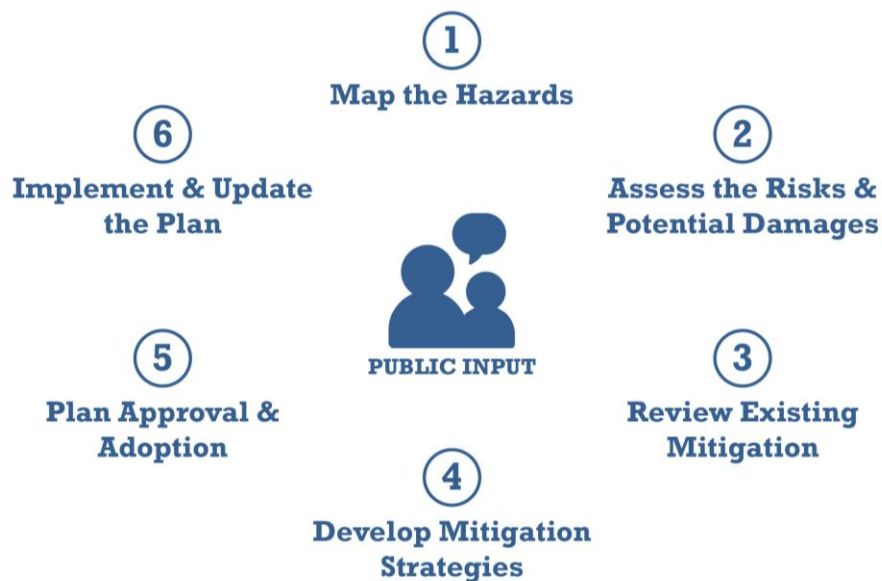 1
Map the Hazards
2
Assess the Risks &
Potential Damages
3
Review Existing
Mitigation
4
Develop Mitigation
Strategies
5
Plan Approval &
Adoption
6
Implement & Update
the Plan
PUBLIC INPUT